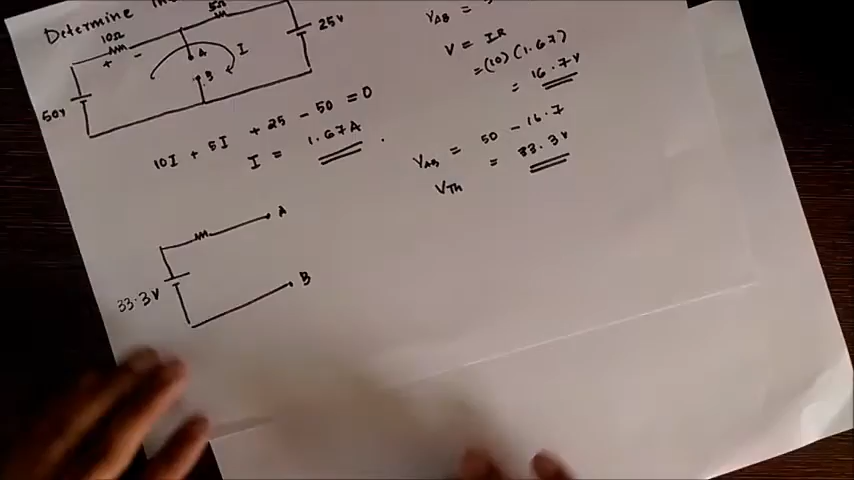 Determine
10Ω
5Ω
+ -
A
I
B
25v
50v
10I + 5I + 25 - 50 = 0
I = 1.67A
V = IR
= (10) (1.67)
= 16.7v
VAB = 50 - 16.7
VTh = 33.3v
A
33.3v
B